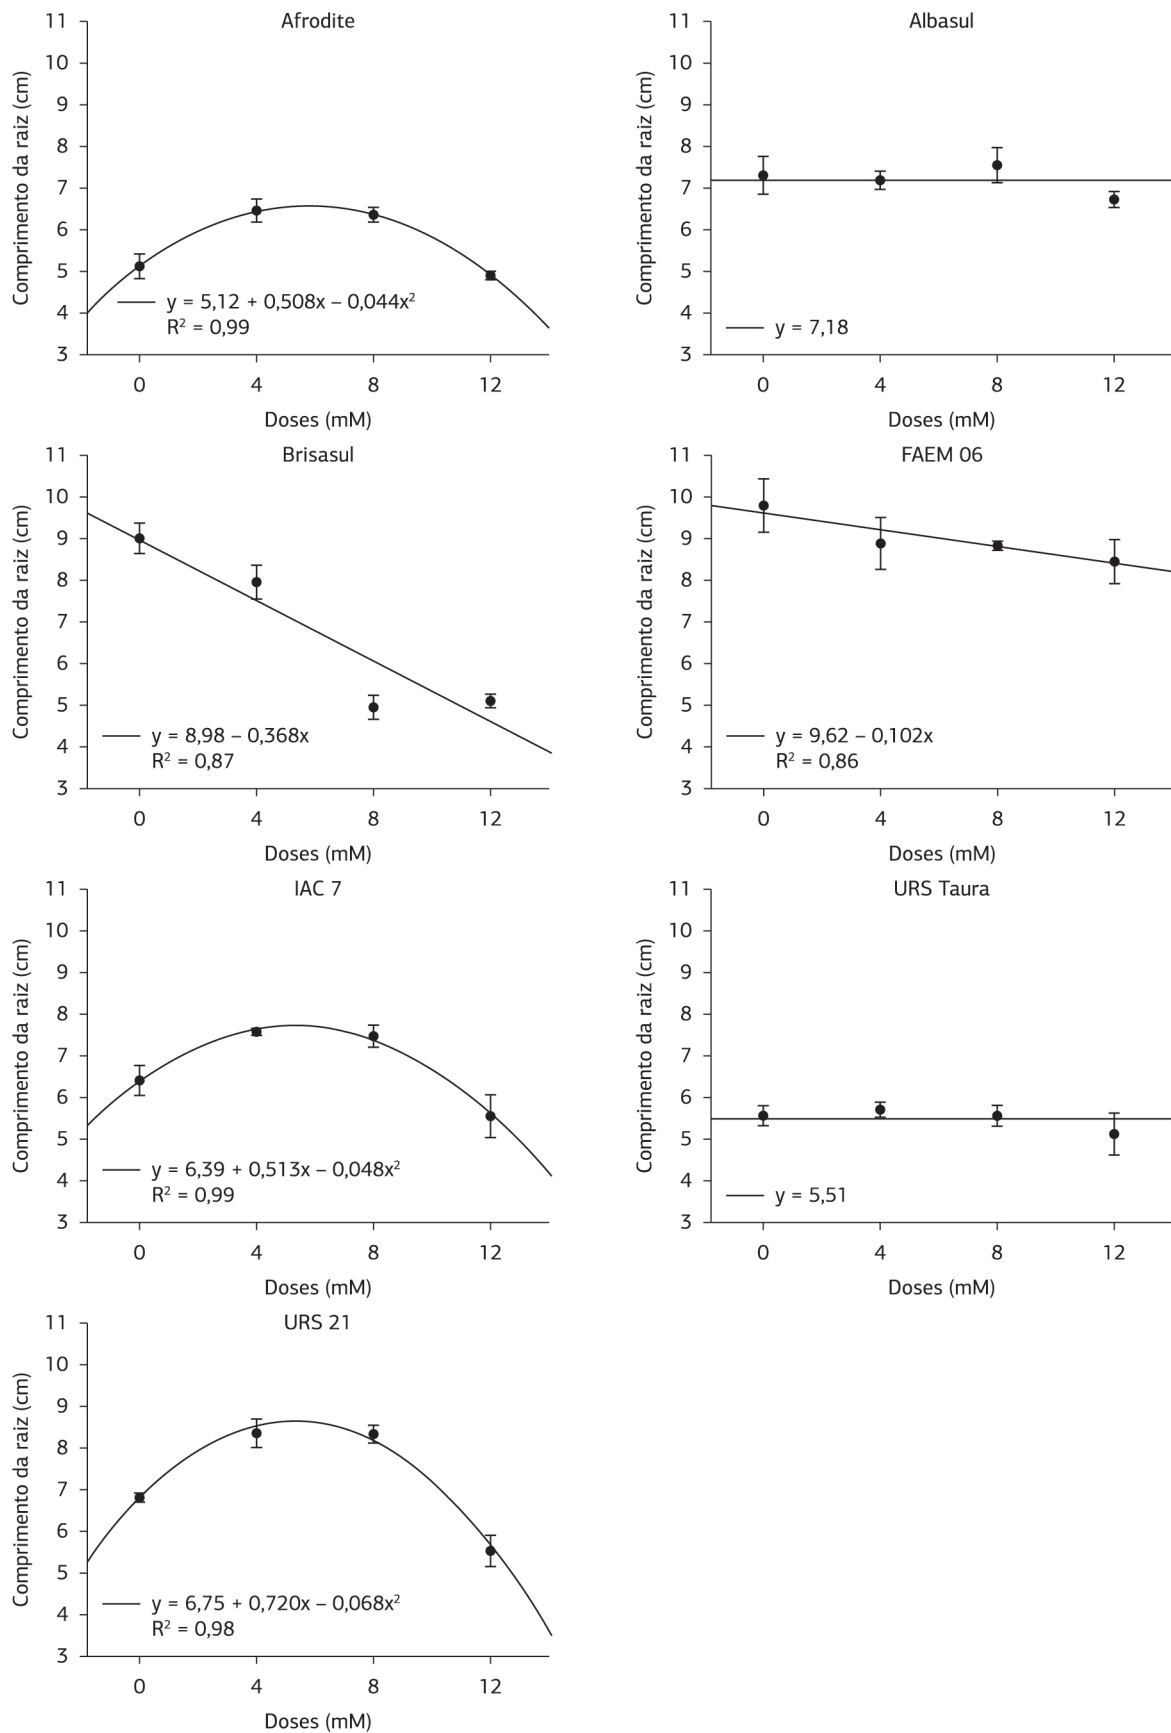 Afrodite
Comprimento da raiz (cm)
11
10
9
8
7
6
5
4
3
y = 5,12 + 0,508x – 0,044x²
R² = 0,99
0 4 8 12
Doses (mM)
Albasul
Comprimento da raiz (cm)
11
10
9
8
7
6
5
4
3
y = 7,18
0 4 8 12
Doses (mM)
Brisasul
Comprimento da raiz (cm)
11
10
9
8
7
6
5
4
3
y = 8,98 – 0,368x
R² = 0,87
0 4 8 12
Doses (mM)
FAEM 06
Comprimento da raiz (cm)
11
10
9
8
7
6
5
4
3
y = 9,62 – 0,102x
R² = 0,86
0 4 8 12
Doses (mM)
IAC 7
Comprimento da raiz (cm)
11
10
9
8
7
6
5
4
3
y = 6,39 + 0,513x – 0,048x²
R² = 0,99
0 4 8 12
Doses (mM)
URS Taura
Comprimento da raiz (cm)
11
10
9
8
7
6
5
4
3
y = 5,51
0 4 8 12
Doses (mM)
URS 21
Comprimento da raiz (cm)
11
10
9
8
7
6
5
4
3
y = 6,75 + 0,720x – 0,068x²
R² = 0,98
0 4 8 12
Doses (mM)